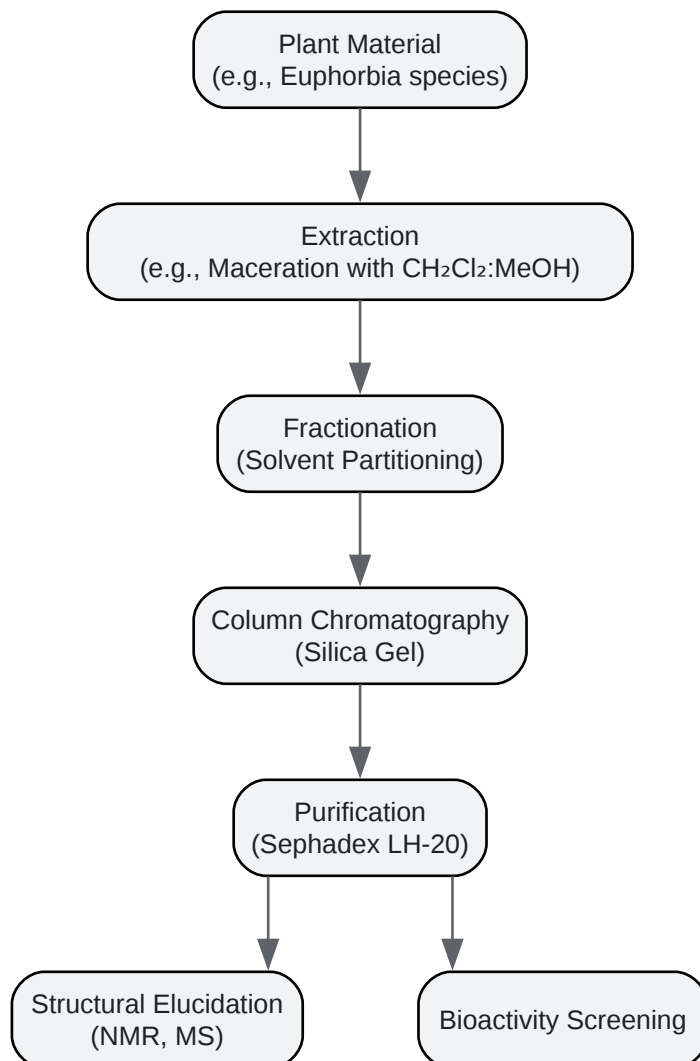 Plant Material
(e.g., Euphorbia species)
Extraction
(e.g., Maceration with CH₂Cl₂:MeOH)
Fractionation
(Solvent Partitioning)
Column Chromatography
(Silica Gel)
Purification
(Sephadex LH-20)
Structural Elucidation
(NMR, MS)
Bioactivity Screening